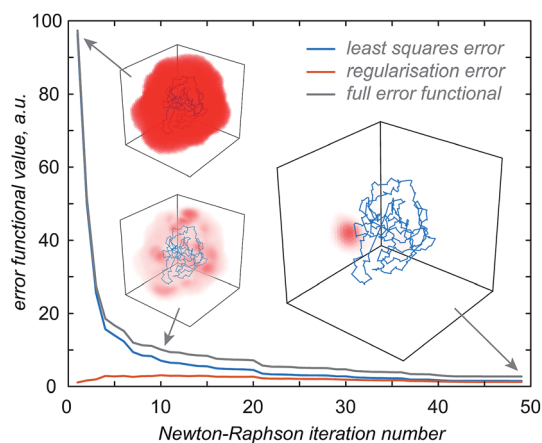 100
80
60
40
20
0
error functional value, a.u.
least squares error
regularisation error
full error functional
0 10 20 30 40 50
Newton-Raphson iteration number